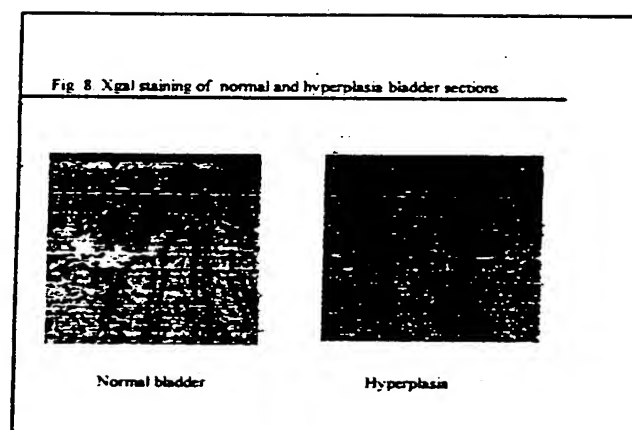 Fig. 8. Xgal staining of normal and hyperplasia bladder sections
Normal bladder
Hyperplasia